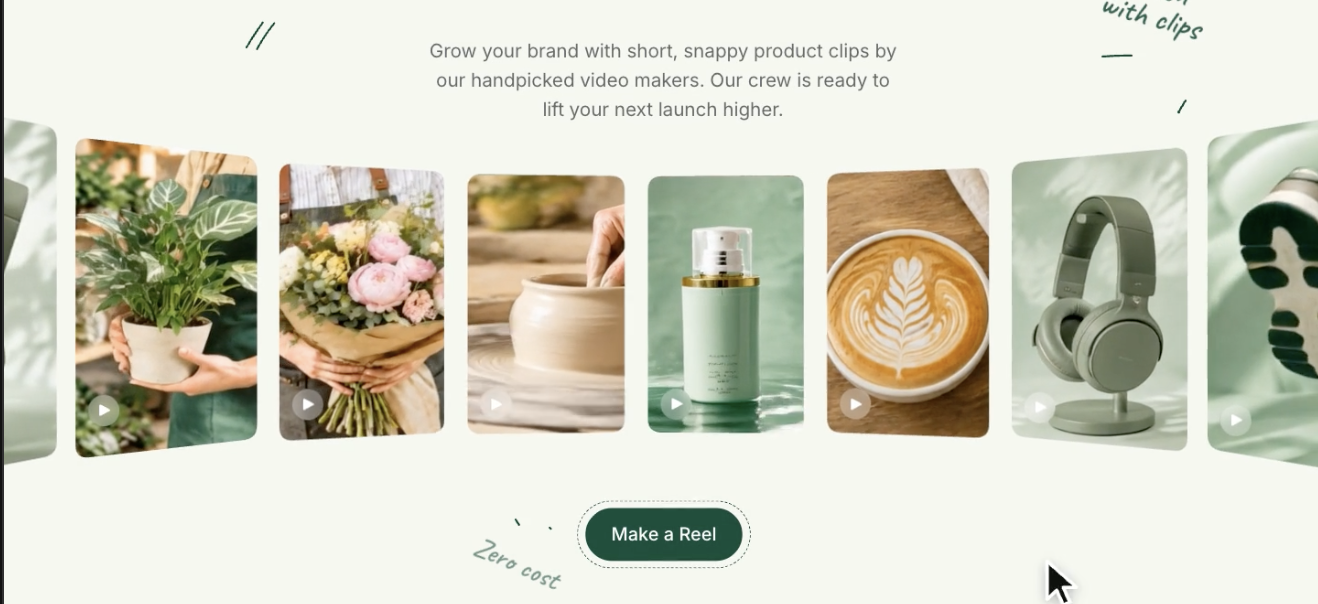 with clips
Grow your brand with short, snappy product clips by
our handpicked video makers. Our crew is ready to
lift your next launch higher.
Make a Reel
Zero cost